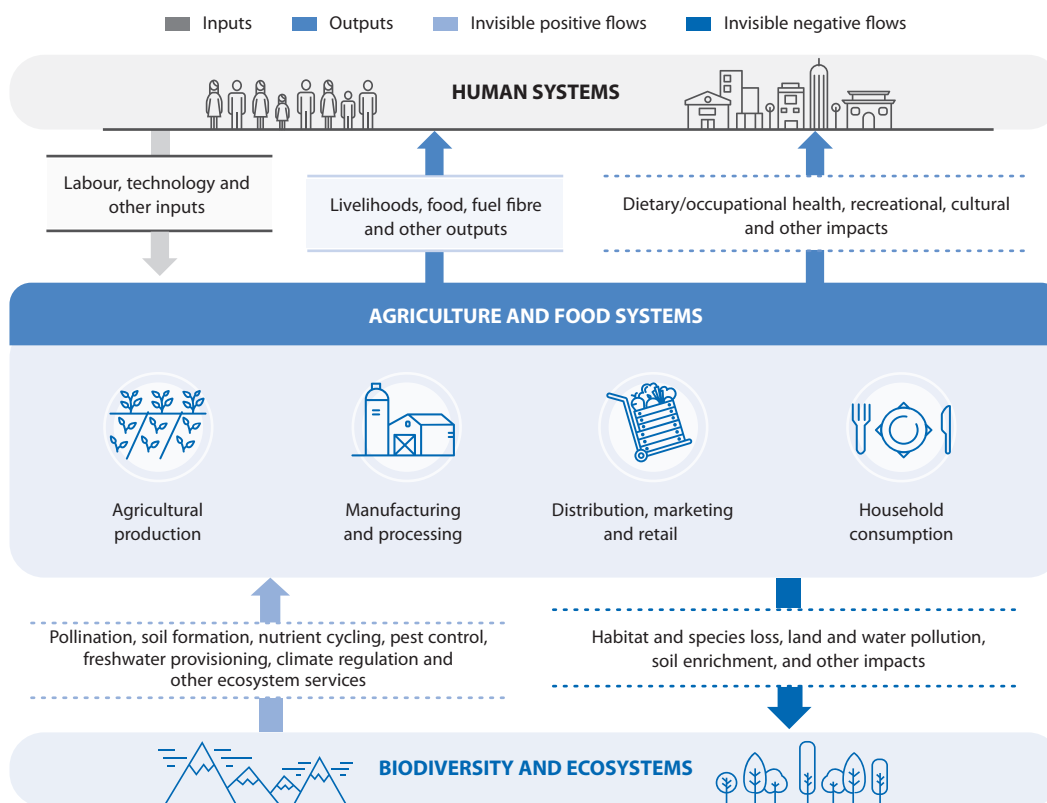 Inputs
Outputs
Invisible positive flows
Invisible negative flows
HUMAN SYSTEMS
Labour, technology and
other inputs
Livelihoods, food, fuel fibre
and other outputs
Dietary/occupational health, recreational, cultural
and other impacts
AGRICULTURE AND FOOD SYSTEMS
Agricultural
production
Manufacturing
and processing
Distribution, marketing
and retail
Household
consumption
Pollination, soil formation, nutrient cycling, pest control,
freshwater provisioning, climate regulation and
other ecosystem services
Habitat and species loss, land and water pollution,
soil enrichment, and other impacts
BIODIVERSITY AND ECOSYSTEMS